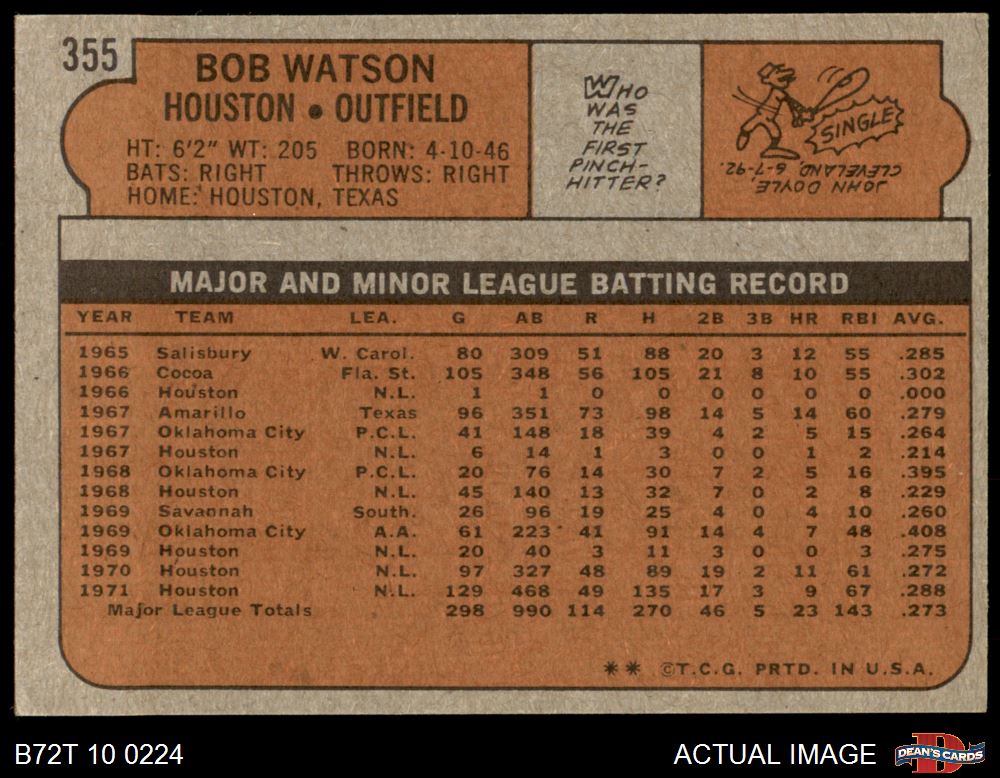 355
BOB WATSON
HOUSTON • OUTFIELD
HT: 6'2" WT: 205 BORN: 4-10-46
BATS: RIGHT THROWS: RIGHT
HOME: HOUSTON, TEXAS
WHO
WAS
THE
FIRST
PINCH-
HITTER?
SINGLE
JOHN DOYLE,
CLEVELAND, 6-7-92.
MAJOR AND MINOR LEAGUE BATTING RECORD
YEAR TEAM LEA. G AB R H 2B 3B HR RBI AVG.
1965 Salisbury W. Carol. 80 309 51 88 20 3 12 55 .285
1966 Cocoa Fla. St. 105 348 56 105 21 8 10 55 .302
1966 Houston N.L. 1 1 0 0 0 0 0 0 .000
1967 Amarillo Texas 96 351 73 98 14 5 14 60 .279
1967 Oklahoma City P.C.L. 41 148 18 39 4 2 5 15 .264
1967 Houston N.L. 6 14 1 3 0 0 1 2 .214
1968 Oklahoma City P.C.L. 20 76 14 30 7 2 5 16 .395
1968 Houston N.L. 45 140 13 32 7 0 2 8 .229
1969 Savannah South. 26 96 19 25 4 0 4 10 .260
1969 Oklahoma City A.A. 61 223 41 91 14 4 7 48 .408
1969 Houston N.L. 20 40 3 11 3 0 0 3 .275
1970 Houston N.L. 97 327 48 89 19 2 11 61 .272
1971 Houston N.L. 129 468 49 135 17 3 9 67 .288
Major League Totals 298 990 114 270 46 5 23 143 .273
** ©T.C.G. PRTD. IN U.S.A.
B72T 10 0224
ACTUAL IMAGE
DEAN'S CARDS